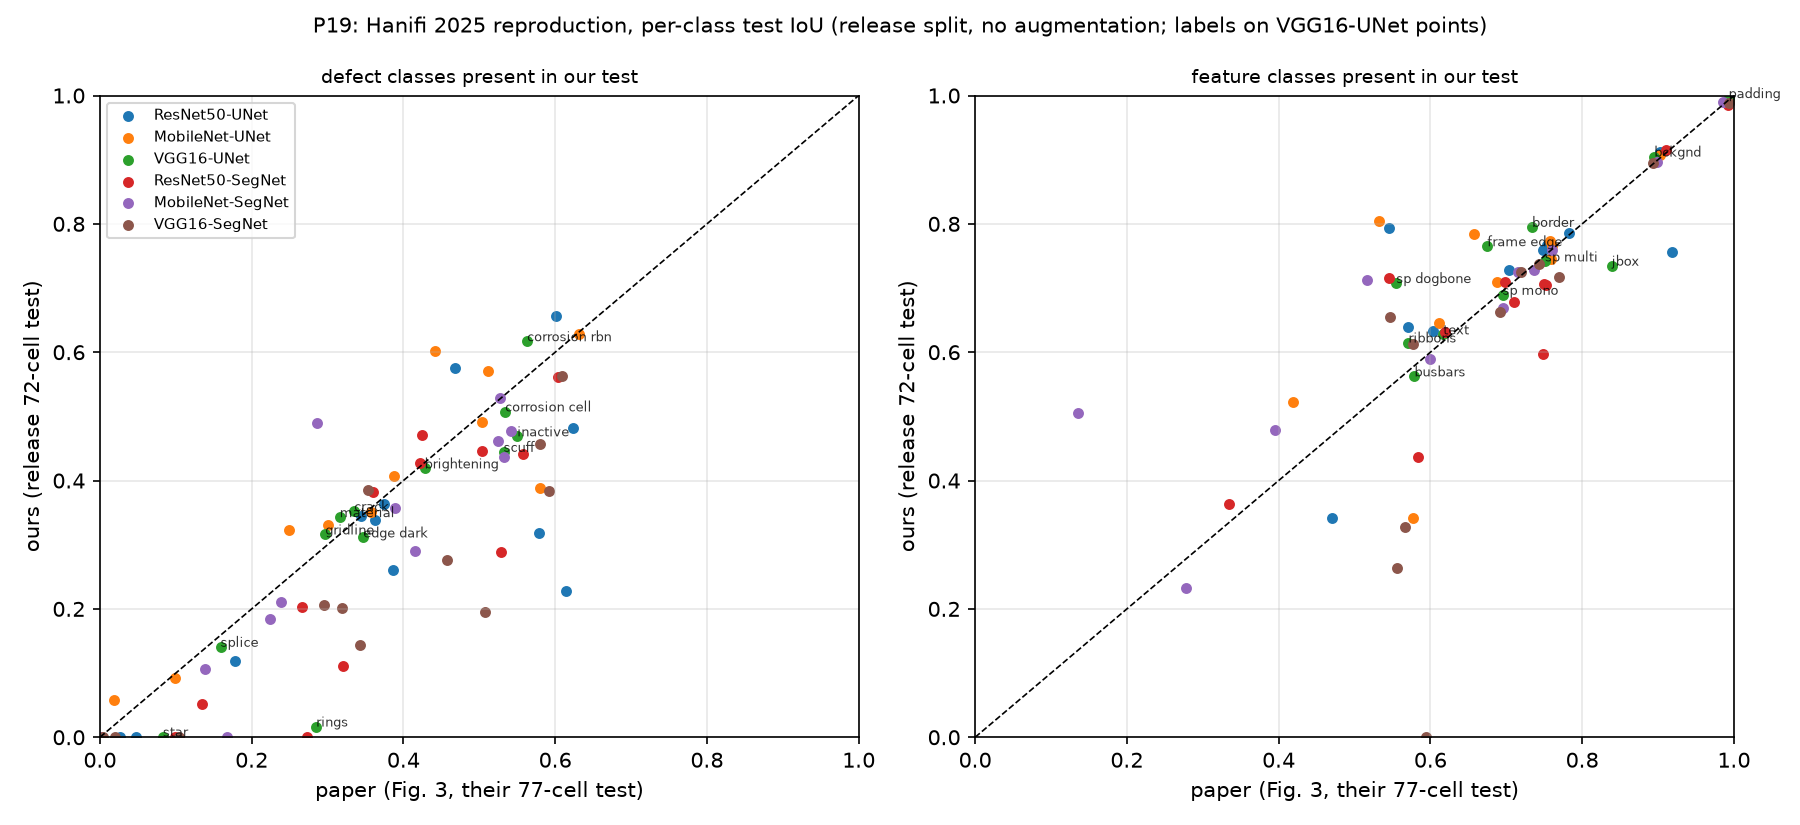 P19: Hanifi 2025 reproduction, per-class test IoU (release split, no augmentation; labels on VGG16-UNet points)
defect classes present in our test
ResNet50-UNet
MobileNet-UNet
VGG16-UNet
ResNet50-SegNet
MobileNet-SegNet
VGG16-SegNet
corrosion rbn
corrosion cell
inactive
scuff
brightening
crack
material
gridline
edge dark
splice
rings
star
1.0
0.8
0.6
0.4
0.2
0.0
0.0 0.2 0.4 0.6 0.8 1.0
ours (release 72-cell test)
paper (Fig. 3, their 77-cell test)
feature classes present in our test
padding
bckgnd
border
frame edge
sp multi
jbox
sp dogbone
sp mono
text
ribbons
busbars
1.0
0.8
0.6
0.4
0.2
0.0
0.0 0.2 0.4 0.6 0.8 1.0
ours (release 72-cell test)
paper (Fig. 3, their 77-cell test)